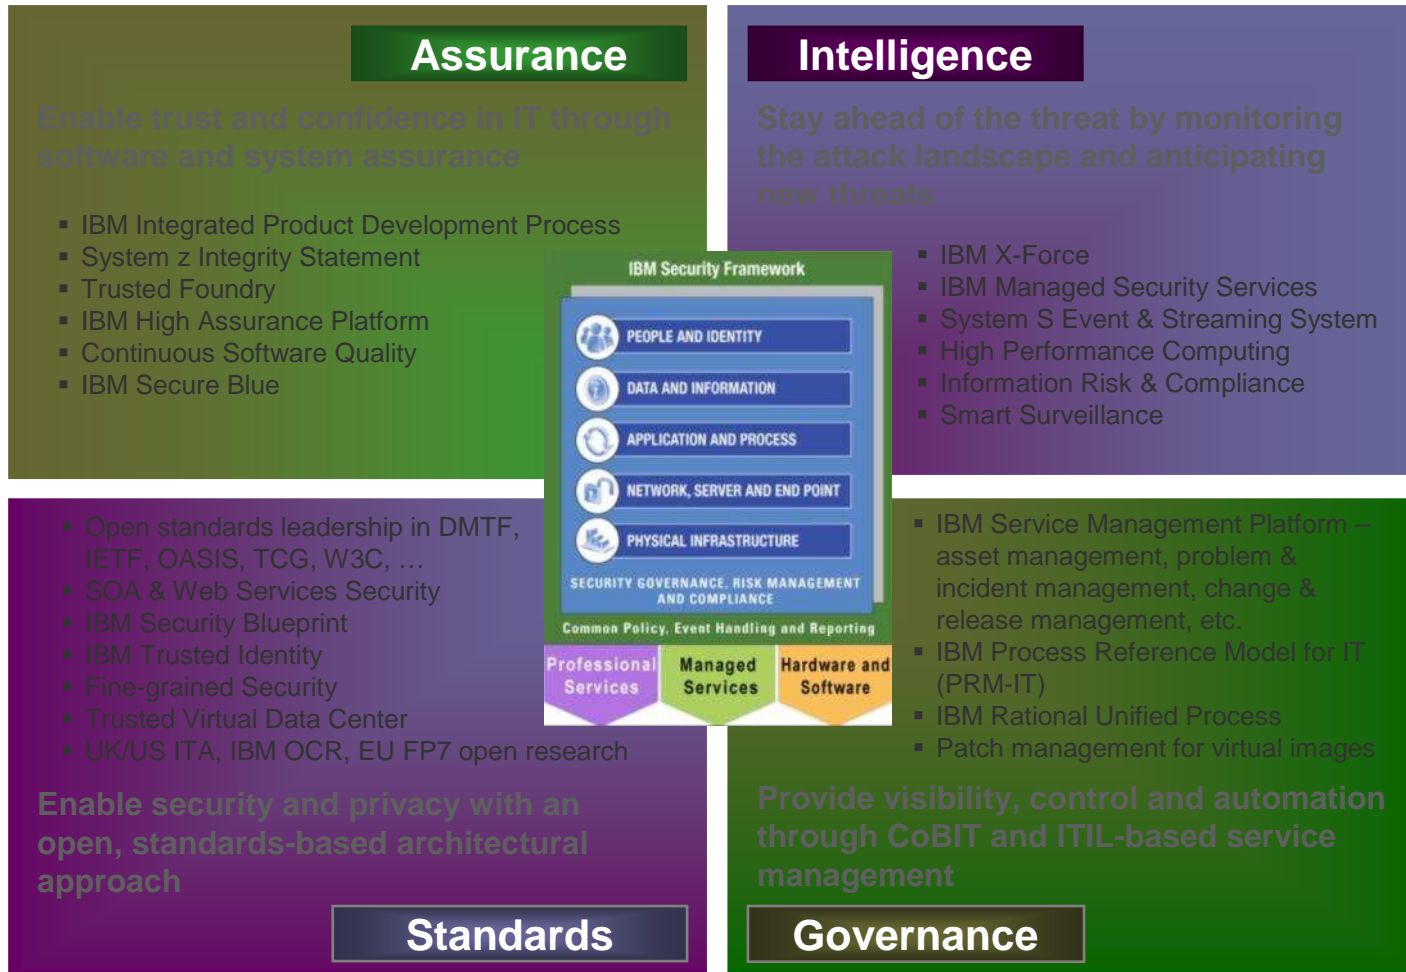 Assurance
Enable trust and confidence in IT through
software and system assurance
▪ IBM Integrated Product Development Process
▪ System z Integrity Statement
▪ Trusted Foundry
▪ IBM High Assurance Platform
▪ Continuous Software Quality
▪ IBM Secure Blue
Intelligence
Stay ahead of the threat by monitoring
the attack landscape and anticipating
new threats
▪ IBM X-Force
▪ IBM Managed Security Services
▪ System S Event & Streaming System
▪ High Performance Computing
▪ Information Risk & Compliance
▪ Smart Surveillance
IBM Security Framework
PEOPLE AND IDENTITY
DATA AND INFORMATION
APPLICATION AND PROCESS
NETWORK, SERVER AND END POINT
PHYSICAL INFRASTRUCTURE
SECURITY GOVERNANCE, RISK MANAGEMENT
AND COMPLIANCE
Common Policy, Event Handling and Reporting
Professional
Services
Managed
Services
Hardware and
Software
▪ Open standards leadership in DMTF,
IETF, OASIS, TCG, W3C, …
▪ SOA & Web Services Security
▪ IBM Security Blueprint
▪ IBM Trusted Identity
▪ Fine-grained Security
▪ Trusted Virtual Data Center
▪ UK/US ITA, IBM OCR, EU FP7 open research
Enable security and privacy with an
open, standards-based architectural
approach
Standards
▪ IBM Service Management Platform –
asset management, problem &
incident management, change &
release management, etc.
▪ IBM Process Reference Model for IT
(PRM-IT)
▪ IBM Rational Unified Process
▪ Patch management for virtual images
Provide visibility, control and automation
through CoBIT and ITIL-based service
management
Governance